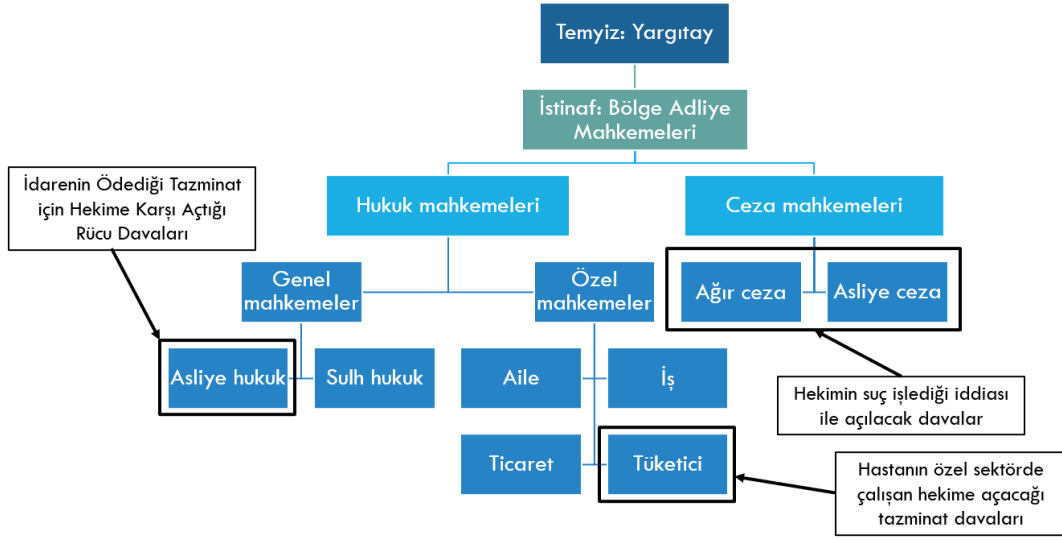 Temyiz: Yargıtay
İstinaf: Bölge Adliye
Mahkemeleri
İdarenin Ödediği Tazminat
için Hekime Karşı Açtığı
Rücu Davaları
Hukuk mahkemeleri
Ceza mahkemeleri
Genel
mahkemeler
Özel
mahkemeler
Ağır ceza
Asliye ceza
Asliye hukuk
Sulh hukuk
Aile
İş
Hekimin suç işlediği iddiası
ile açılacak davalar
Ticaret
Tüketici
Hastanın özel sektörde
çalışan hekime açacağı
tazminat davaları